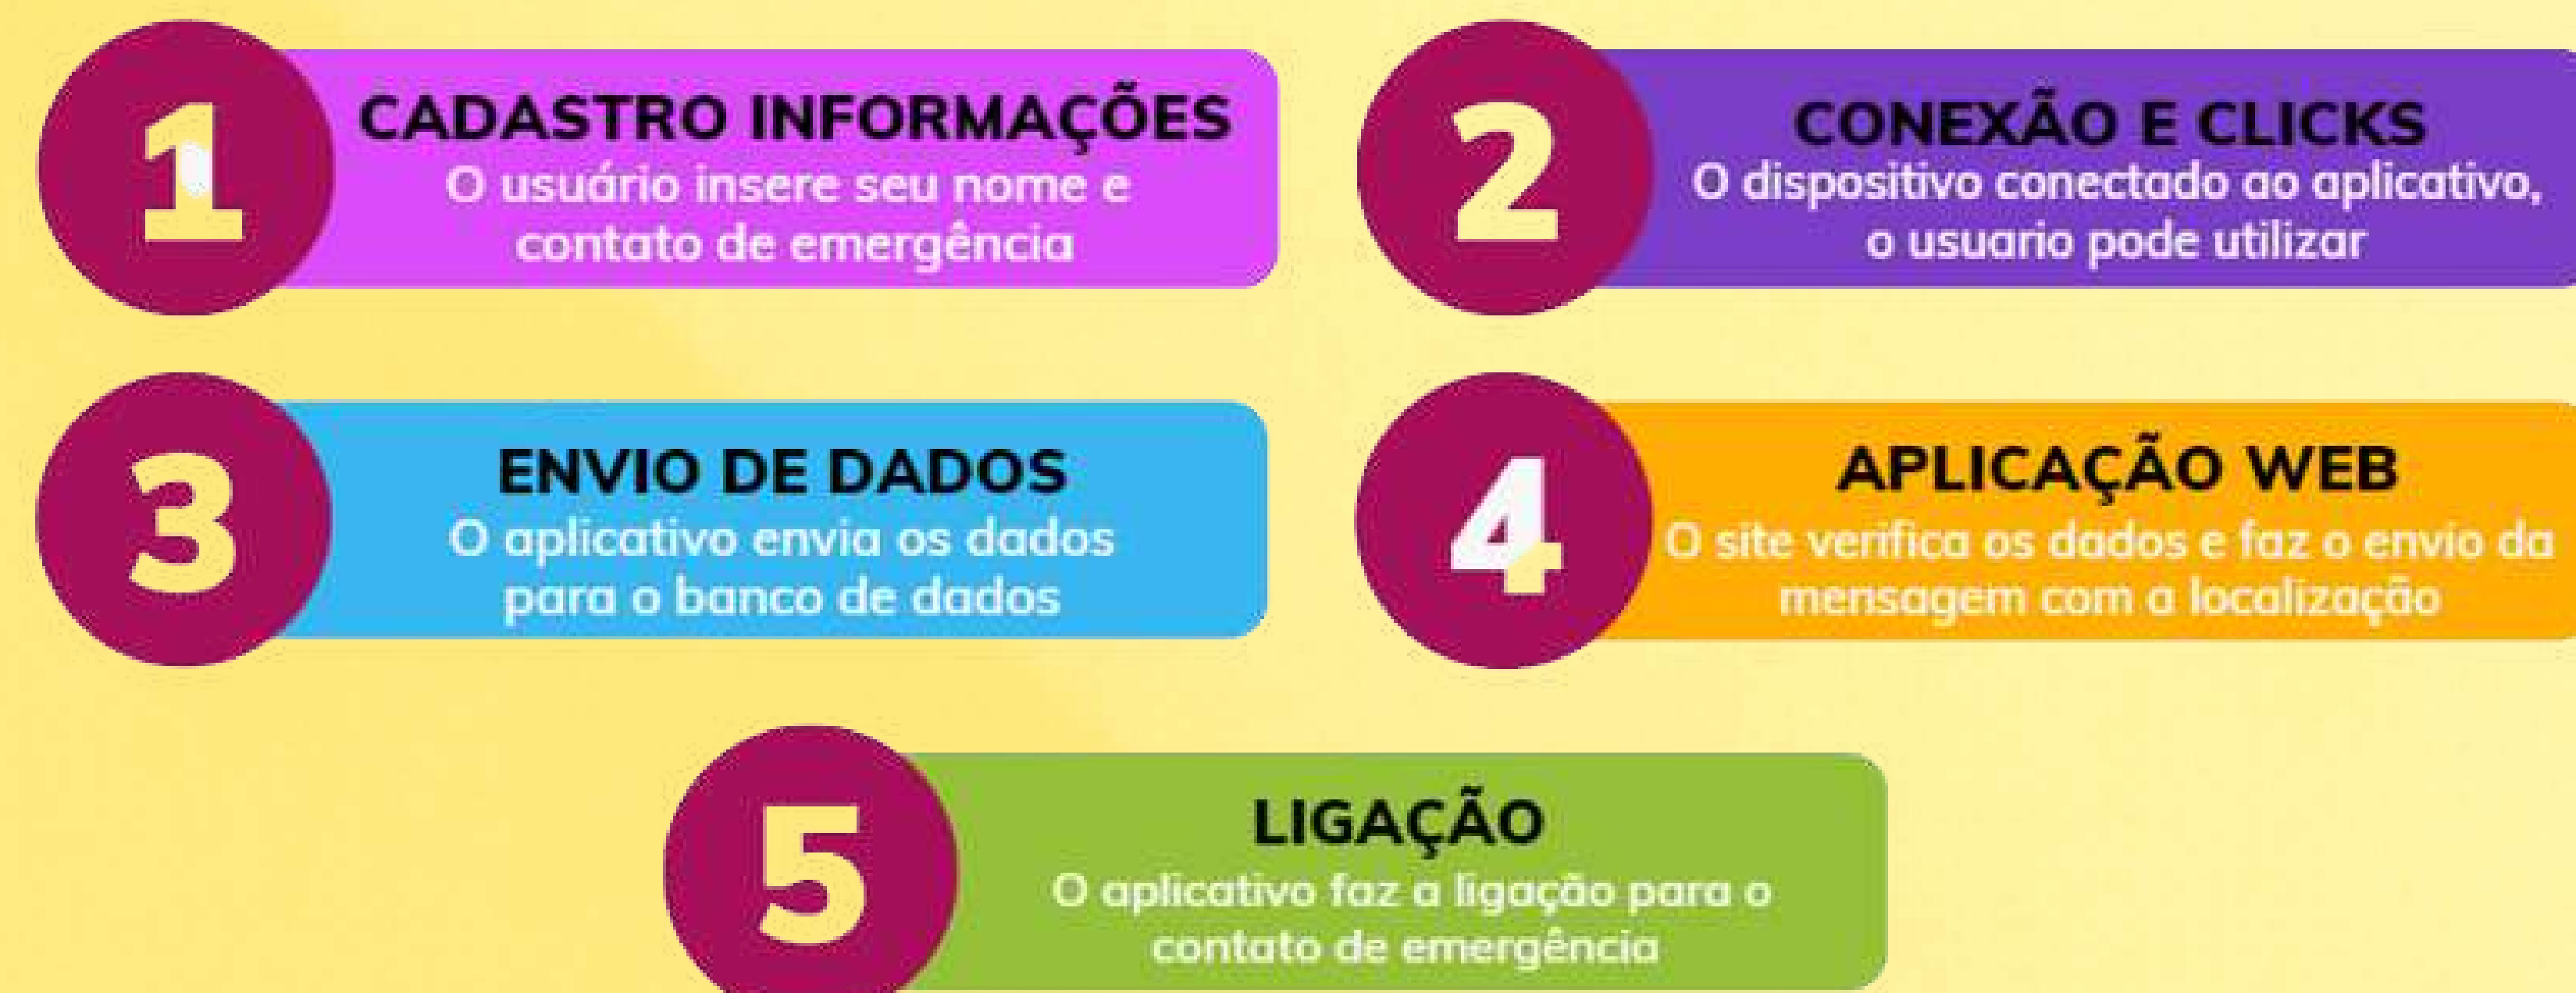 1
CADASTRO INFORMAÇÕES
O usuário insere seu nome e
contato de emergência
2
CONEXÃO E CLICKS
O dispositivo conectado ao aplicativo,
o usuario pode utilizar
3
ENVIO DE DADOS
O aplicativo envia os dados
para o banco de dados
4
APLICAÇÃO WEB
O site verifica os dados e faz o envio da
mensagem com a localização
5
LIGAÇÃO
O aplicativo faz a ligação para o
contato de emergência